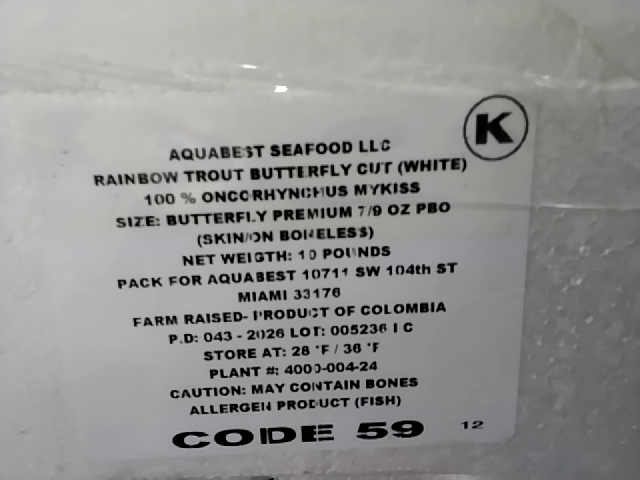 K
AQUABEST SEAFOOD LLC
RAINBOW TROUT BUTTERFLY CUT (WHITE)
100 % ONCORHYNCHUS MYKISS
SIZE: BUTTERFLY PREMIUM 7/9 OZ PBO
(SKIN/ON BONELESS)
NET WEIGTH: 10 POUNDS
PACK FOR AQUABEST 10711 SW 104th ST
MIAMI 33176
FARM RAISED- PRODUCT OF COLOMBIA
P.D: 043 - 2026 LOT: 005236 I C
STORE AT: 28 °F / 36 °F
PLANT #: 4000-004-24
CAUTION: MAY CONTAIN BONES
ALLERGEN PRODUCT (FISH)
CODE 59 12